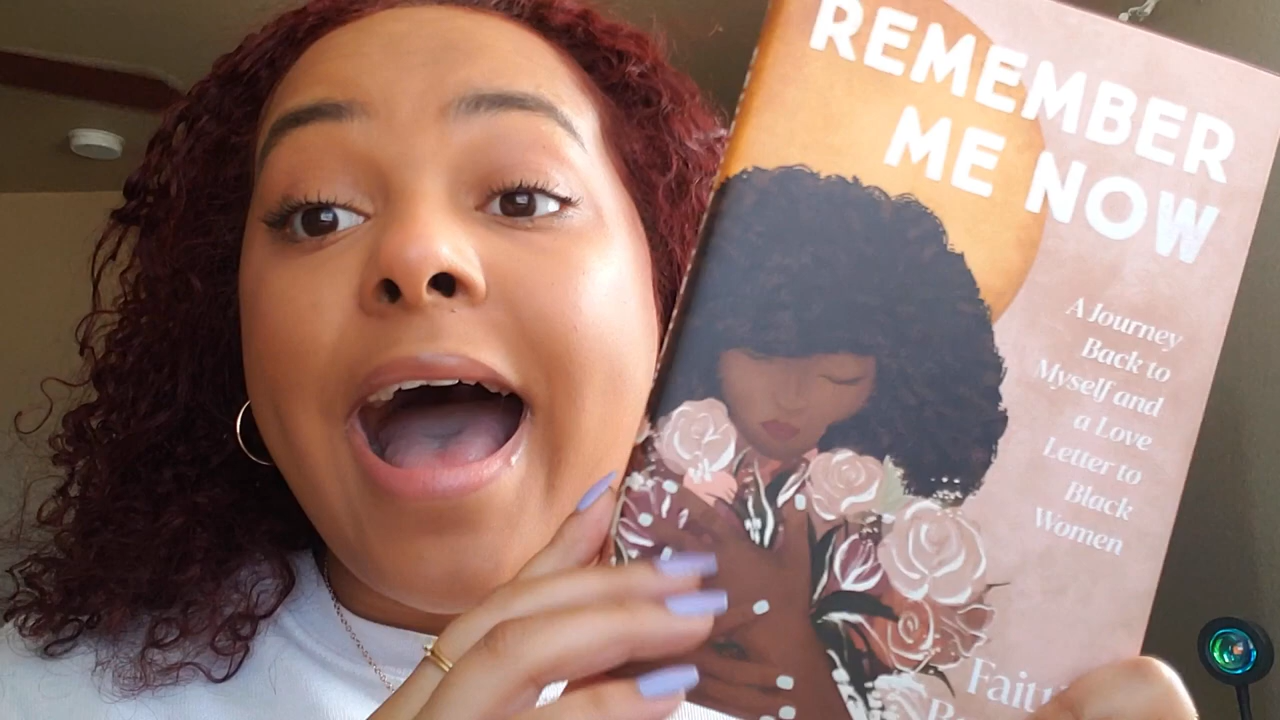 REMEMBER
ME NOW
A Journey
Back to
Myself and
a Love
Letter to
Black
Women